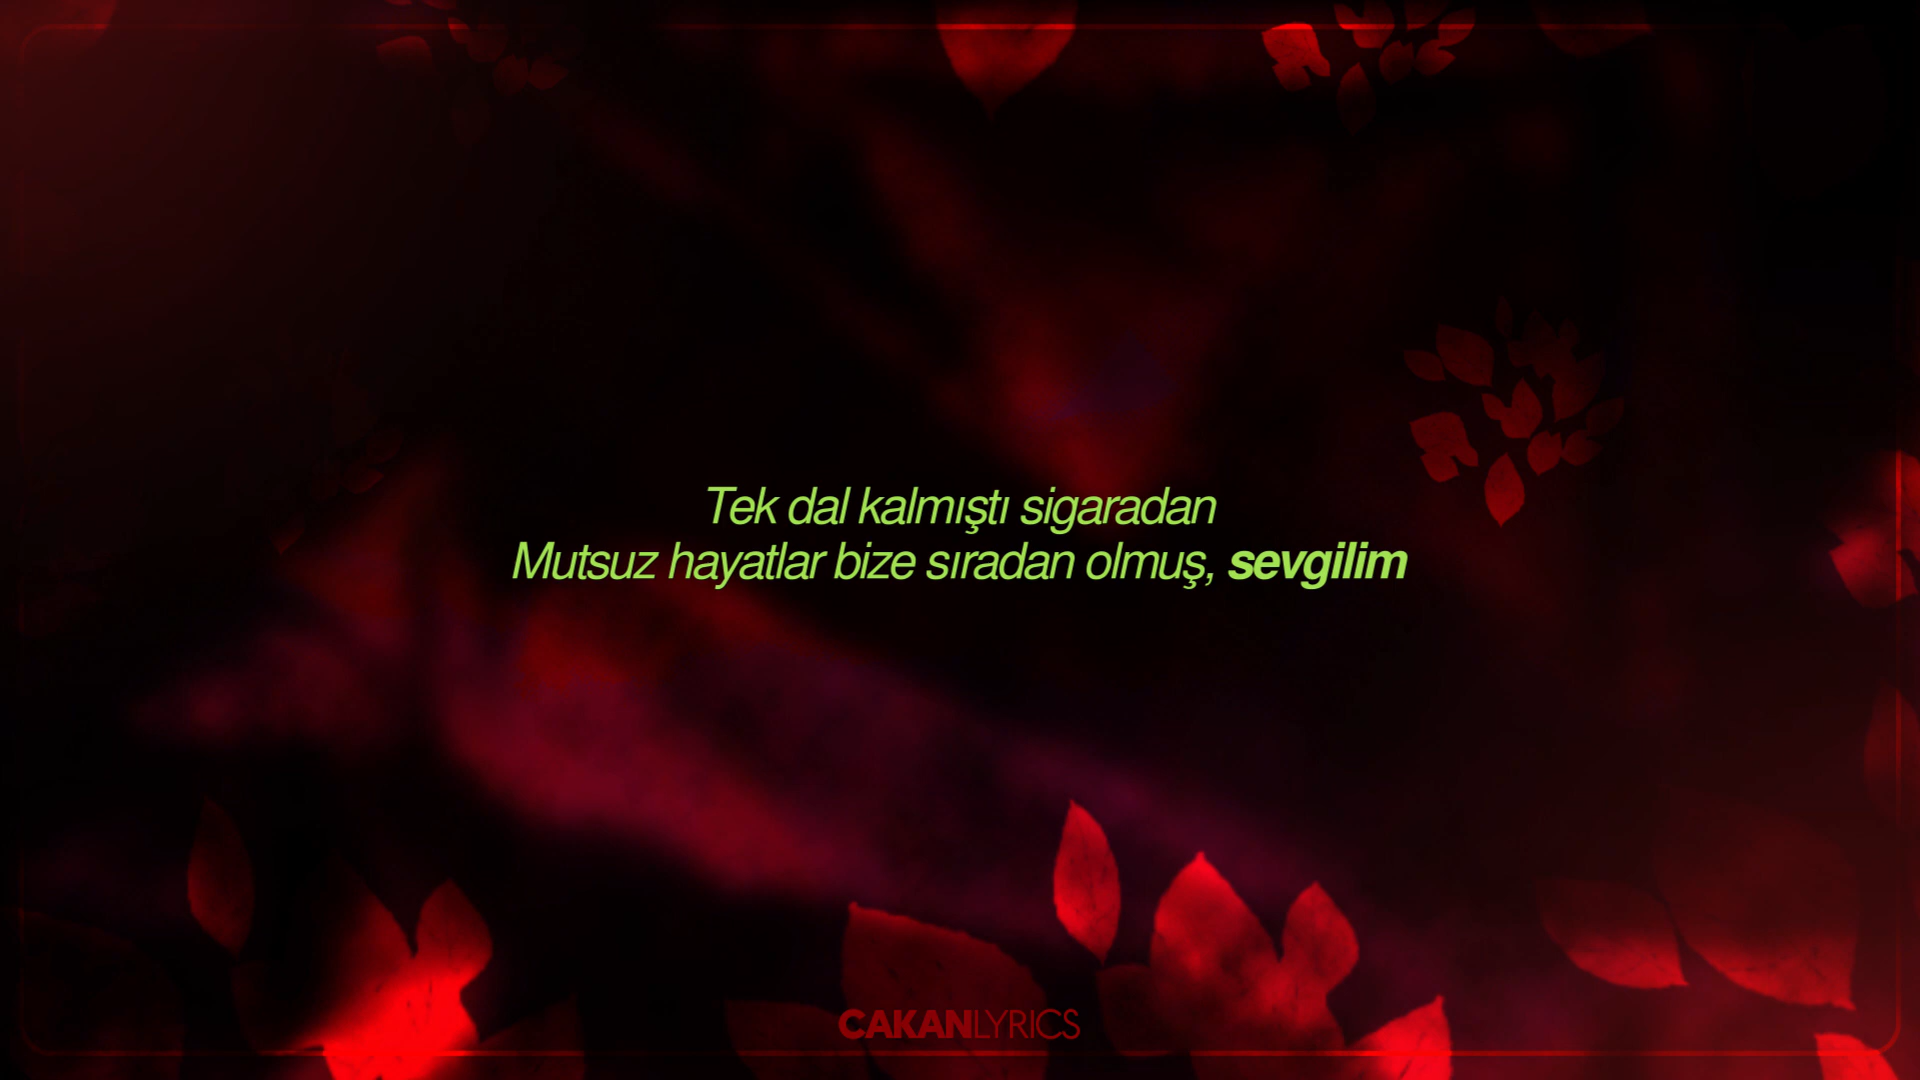 Tek dal kalmıştı sigaradan
Mutsuz hayatlar bize sıradan olmuş, sevgilim
CAKANLYRICS